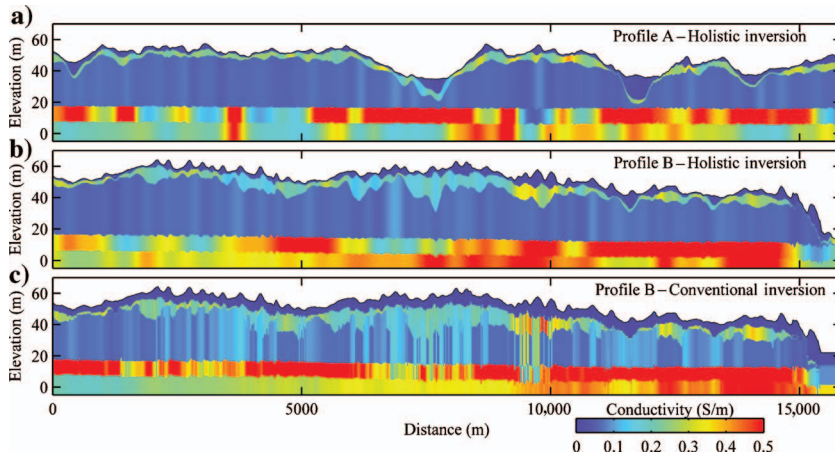 a)
Profile A–Holistic inversion
Elevation (m)
60
40
20
0
b)
Profile B–Holistic inversion
Elevation (m)
60
40
20
0
c)
Profile B–Conventional inversion
Elevation (m)
60
40
20
0
0 5000 10,000 15,000
Distance (m)
Conductivity (S/m)
0 0.1 0.2 0.3 0.4 0.5